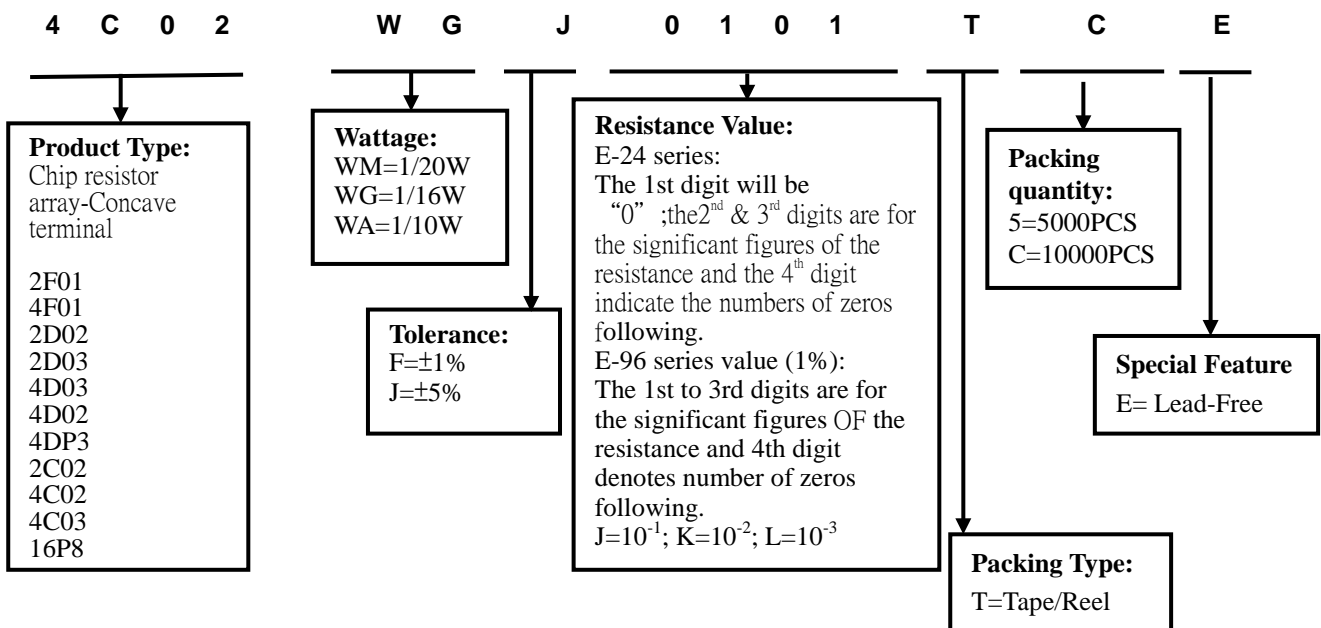 4 C 0 2 W G J 0 1 0 1 T C E
Product Type:
Chip resistor
array-Concave
terminal
2F01
4F01
2D02
2D03
4D03
4D02
4DP3
2C02
4C02
4C03
16P8
Wattage:
WM=1/20W
WG=1/16W
WA=1/10W
Tolerance:
F=±1%
J=±5%
Resistance Value:
E-24 series:
The 1st digit will be
“0” ;the2nd & 3rd digits are for
the significant figures of the
resistance and the 4th digit
indicate the numbers of zeros
following.
E-96 series value (1%):
The 1st to 3rd digits are for
the significant figures OF the
resistance and 4th digit
denotes number of zeros
following.
J=10-1; K=10-2; L=10-3
Packing Type:
T=Tape/Reel
Packing
quantity:
5=5000PCS
C=10000PCS
Special Feature
E= Lead-Free